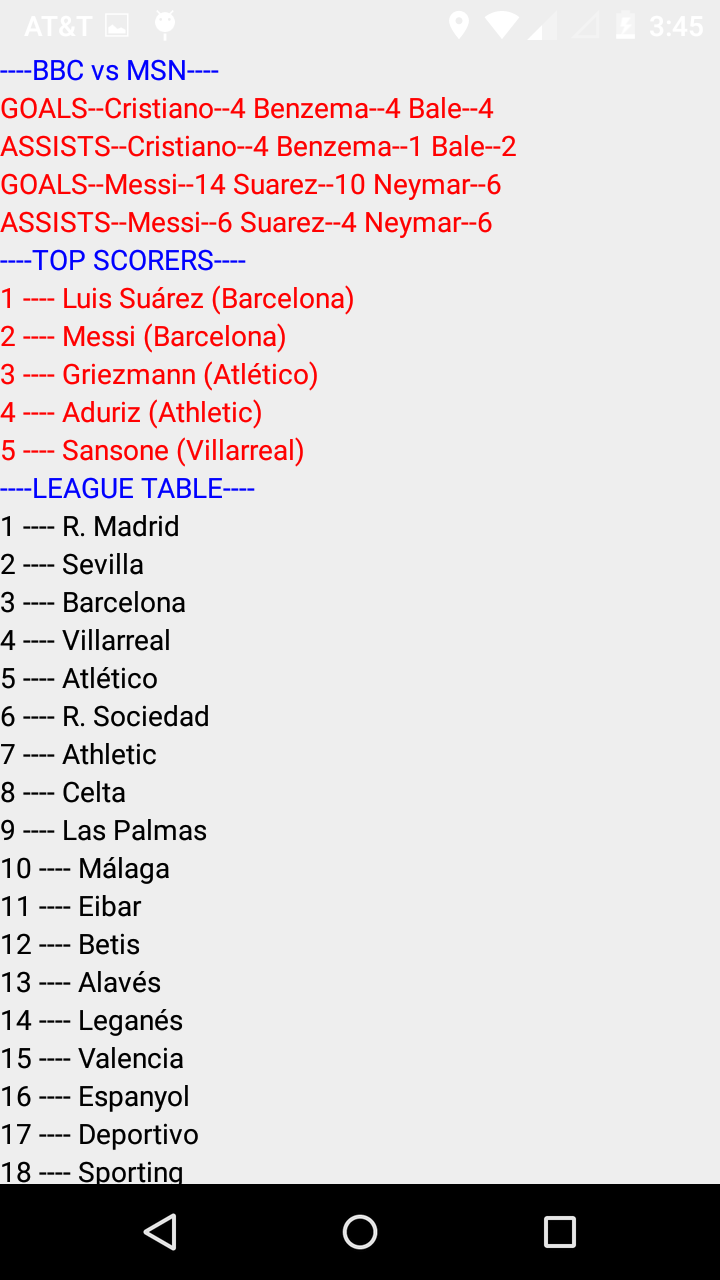 AT&T 3:45
----BBC vs MSN----
GOALS--Cristiano--4 Benzema--4 Bale--4
ASSISTS--Cristiano--4 Benzema--1 Bale--2
GOALS--Messi--14 Suarez--10 Neymar--6
ASSISTS--Messi--6 Suarez--4 Neymar--6
----TOP SCORERS----
1 ---- Luis Suárez (Barcelona)
2 ---- Messi (Barcelona)
3 ---- Griezmann (Atlético)
4 ---- Aduriz (Athletic)
5 ---- Sansone (Villarreal)
----LEAGUE TABLE----
1 ---- R. Madrid
2 ---- Sevilla
3 ---- Barcelona
4 ---- Villarreal
5 ---- Atlético
6 ---- R. Sociedad
7 ---- Athletic
8 ---- Celta
9 ---- Las Palmas
10 ---- Málaga
11 ---- Eibar
12 ---- Betis
13 ---- Alavés
14 ---- Leganés
15 ---- Valencia
16 ---- Espanyol
17 ---- Deportivo
18 ---- Sporting